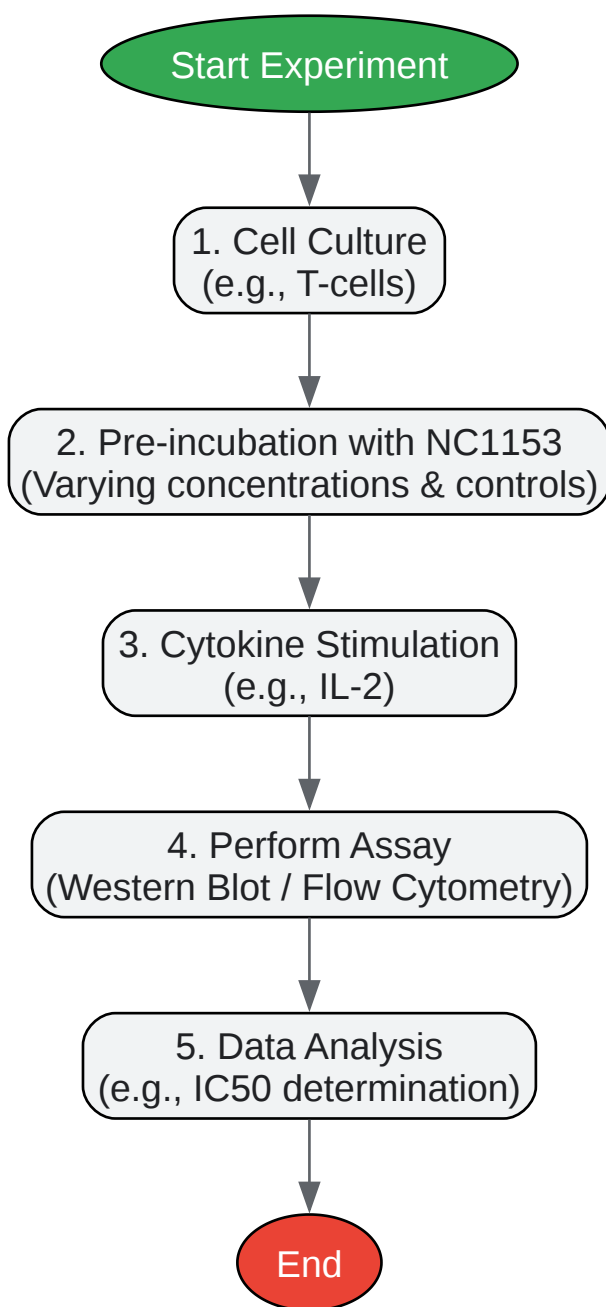 Start Experiment
1. Cell Culture
(e.g., T-cells)
2. Pre-incubation with NC1153
(Varying concentrations & controls)
3. Cytokine Stimulation
(e.g., IL-2)
4. Perform Assay
(Western Blot / Flow Cytometry)
5. Data Analysis
(e.g., IC50 determination)
End